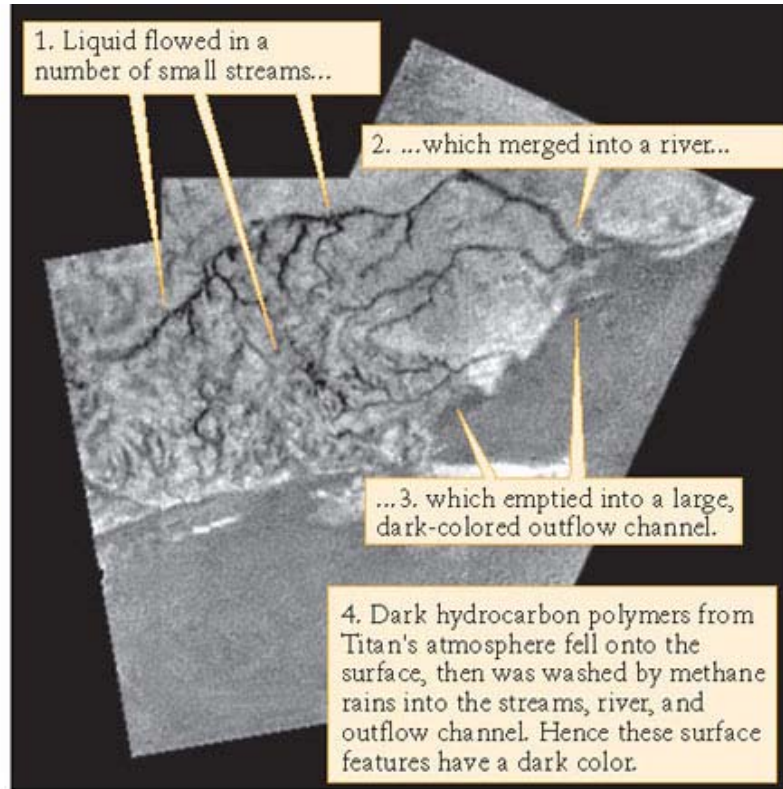 1. Liquid flowed in a
number of small streams...
2. ...which merged into a river...
...3. which emptied into a large,
dark-colored outflow channel.
4. Dark hydrocarbon polymers from
Titan's atmosphere fell onto the
surface, then was washed by methane
rains into the streams, river, and
outflow channel. Hence these surface
features have a dark color.